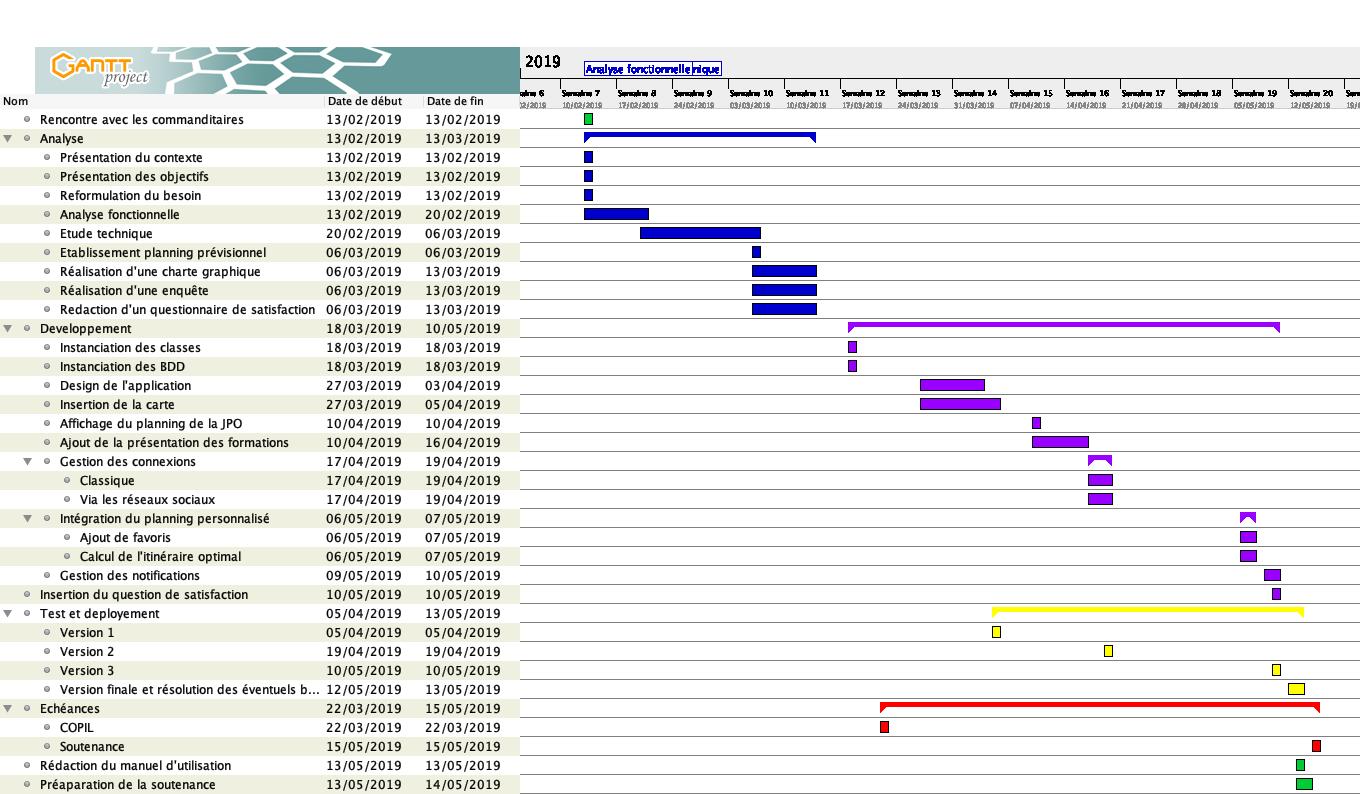 GANTT project
2019
Analyse fonctionnelle nique
Nom Date de début Date de fin
Semaine 7 Semaine 8 Semaine 9 Semaine 10 Semaine 11 Semaine 12 Semaine 13 Semaine 14 Semaine 15 Semaine 16 Semaine 17 Semaine 18 Semaine 19 Semaine 20
10/02/2019 17/02/2019 24/02/2019 03/03/2019 10/03/2019 17/03/2019 24/03/2019 31/03/2019 07/04/2019 14/04/2019 21/04/2019 28/04/2019 05/05/2019 12/05/2019
Rencontre avec les commanditaires 13/02/2019 13/02/2019
Analyse 13/02/2019 13/03/2019
Présentation du contexte 13/02/2019 13/02/2019
Présentation des objectifs 13/02/2019 13/02/2019
Reformulation du besoin 13/02/2019 13/02/2019
Analyse fonctionnelle 13/02/2019 20/02/2019
Etude technique 20/02/2019 06/03/2019
Etablissement planning prévisionnel 06/03/2019 06/03/2019
Réalisation d'une charte graphique 06/03/2019 13/03/2019
Réalisation d'une enquête 06/03/2019 13/03/2019
Redaction d'un questionnaire de satisfaction 06/03/2019 13/03/2019
Developpement 18/03/2019 10/05/2019
Instanciation des classes 18/03/2019 18/03/2019
Instanciation des BDD 18/03/2019 18/03/2019
Design de l'application 27/03/2019 03/04/2019
Insertion de la carte 27/03/2019 05/04/2019
Affichage du planning de la JPO 10/04/2019 10/04/2019
Ajout de la présentation des formations 10/04/2019 16/04/2019
Gestion des connexions 17/04/2019 19/04/2019
Classique 17/04/2019 19/04/2019
Via les réseaux sociaux 17/04/2019 19/04/2019
Intégration du planning personnalisé 06/05/2019 07/05/2019
Ajout de favoris 06/05/2019 07/05/2019
Calcul de l'itinéraire optimal 06/05/2019 07/05/2019
Gestion des notifications 09/05/2019 10/05/2019
Insertion du question de satisfaction 10/05/2019 10/05/2019
Test et deployement 05/04/2019 13/05/2019
Version 1 05/04/2019 05/04/2019
Version 2 19/04/2019 19/04/2019
Version 3 10/05/2019 10/05/2019
Version finale et résolution des éventuels b... 12/05/2019 13/05/2019
Echéances 22/03/2019 15/05/2019
COPIL 22/03/2019 22/03/2019
Soutenance 15/05/2019 15/05/2019
Rédaction du manuel d'utilisation 13/05/2019 13/05/2019
Préaparation de la soutenance 13/05/2019 14/05/2019